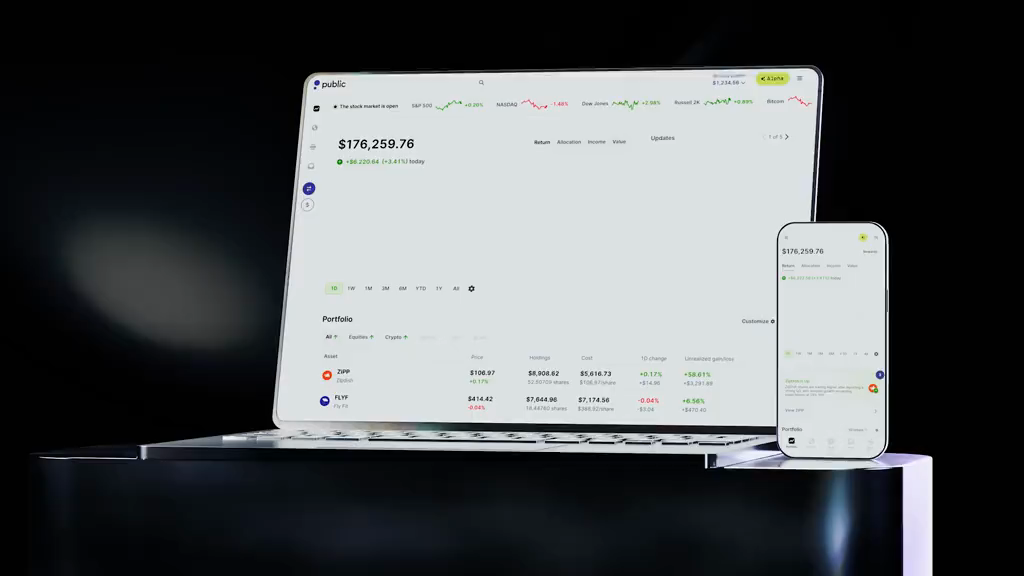 public
$1,234.56
Alpha
The stock market is open
S&P 500 +0.20%
NASDAQ -1.48%
Dow Jones +2.98%
Russell 2K +0.89%
Bitcoin
$176,259.76
+$6,220.64 (+3.41%) today
Return Allocation Income Value
Updates
1 of 5
1D 1W 1M 3M 6M YTD 1Y All
Portfolio
Customize
All Equities Crypto
Asset Price Holdings Cost 1D change Unrealized gain/loss
ZIPP $106.97 $8,908.62 $5,616.73 +0.17% +58.61%
Zipdish +0.17% 52.80709 shares $106.97/share +$14.96 +$3,291.89
FLYF $414.42 $7,644.96 $7,174.56 -0.04% +6.56%
Fly Fit -0.04% 18.44760 shares $388.92/share -$3.04 +$470.40
$176,259.76
Return Allocation Income Value
Portfolio